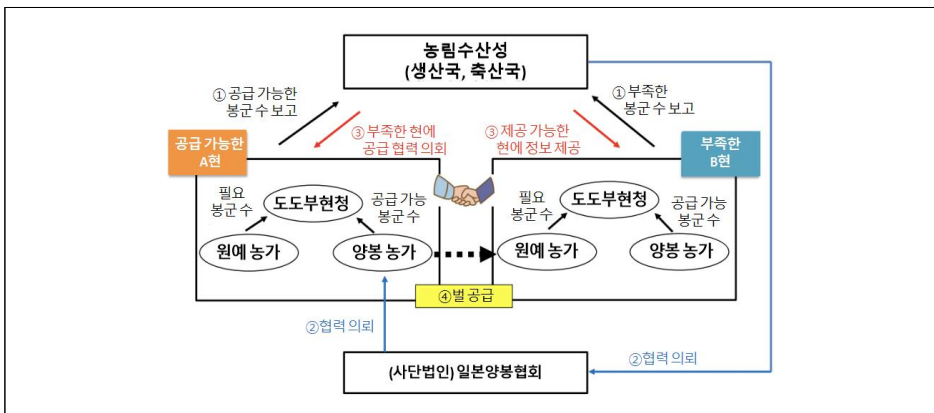 농림수산성
(생산국, 축산국)
① 공급 가능한
봉군 수 보고
① 부족한
봉군 수 보고
③ 부족한 현에
공급 협력 의회
③ 제공 가능한
현에 정보 제공
공급 가능한
A현
부족한
B현
필요
봉군 수
도도부현청
공급 가능
봉군 수
원예 농가
양봉 농가
필요
봉군 수
도도부현청
공급 가능
봉군 수
원예 농가
양봉 농가
④벌 공급
②협력 의뢰
②협력 의뢰
(사단법인) 일본양봉협회